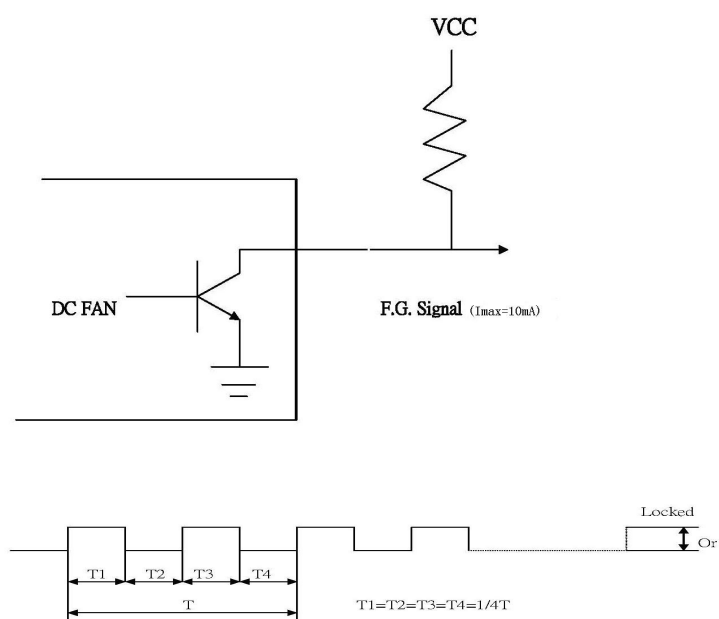 VCC
DC FAN
F.G. Signal (Imax=10mA)
Locked
Or
T1 T2 T3 T4
T
T1=T2=T3=T4=1/4T